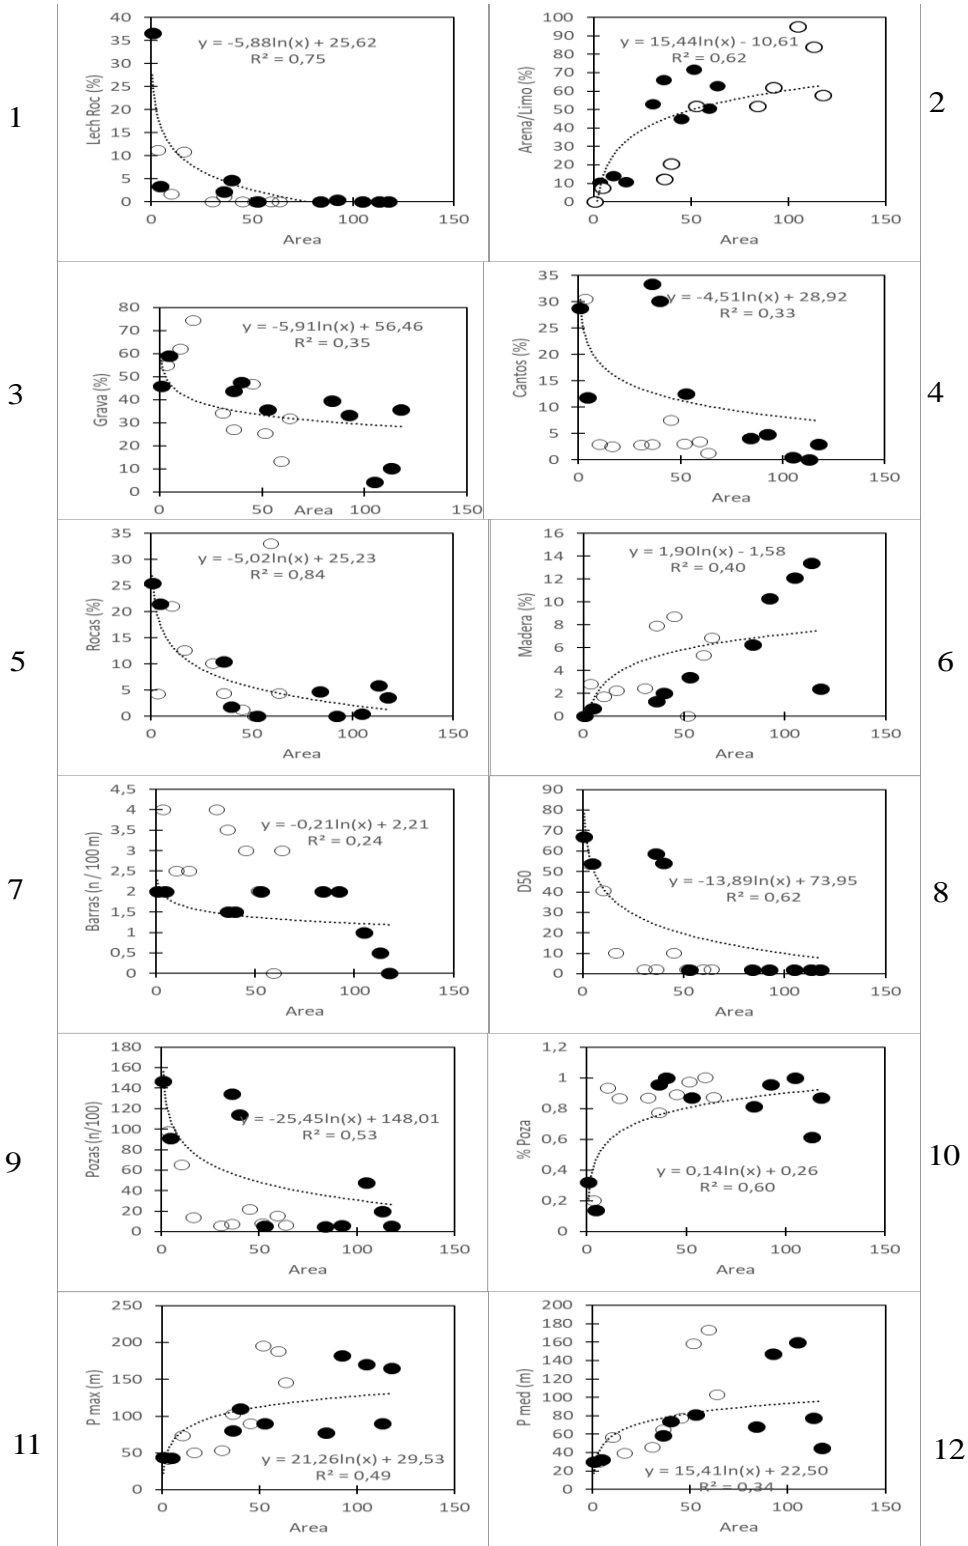 1
40
35
30
25
20
15
10
5
0
Lech Roc (%)
y = -5,88ln(x) + 25,62
R² = 0,75
0 50 100 150
Area
2
100
90
80
70
60
50
40
30
20
10
0
Arena/Limo (%)
y = 15,44ln(x) - 10,61
R² = 0,62
0 50 100 150
Area
3
80
70
60
50
40
30
20
10
0
Grava (%)
y = -5,91ln(x) + 56,46
R² = 0,35
0 50 Area 100 150
4
35
30
25
20
15
10
5
0
Cantos (%)
y = -4,51ln(x) + 28,92
R² = 0,33
0 50 100 150
Area
5
35
30
25
20
15
10
5
0
Rocas (%)
y = -5,02ln(x) + 25,23
R² = 0,84
0 50 100 150
Area
6
16
14
12
10
8
6
4
2
0
Madera (%)
y = 1,90ln(x) - 1,58
R² = 0,40
0 50 100 150
Area
7
4,5
4
3,5
3
2,5
2
1,5
1
0,5
0
Barras (n / 100 m)
y = -0,21ln(x) + 2,21
R² = 0,24
0 50 100 150
Area
8
90
80
70
60
50
40
30
20
10
0
D50
y = -13,89ln(x) + 73,95
R² = 0,62
0 50 100 150
Area
9
180
160
140
120
100
80
60
40
20
0
Pozas (n/100)
y = -25,45ln(x) + 148,01
R² = 0,53
0 50 100 150
Area
10
1,2
1
0,8
0,6
0,4
0,2
0
% Poza
y = 0,14ln(x) + 0,26
R² = 0,60
0 50 100 150
Area
11
250
200
150
100
50
0
P max (m)
y = 21,26ln(x) + 29,53
R² = 0,49
0 50 100 150
Area
12
200
180
160
140
120
100
80
60
40
20
0
P med (m)
y = 15,41ln(x) + 22,50
R² = 0,34
0 50 100 150
Area